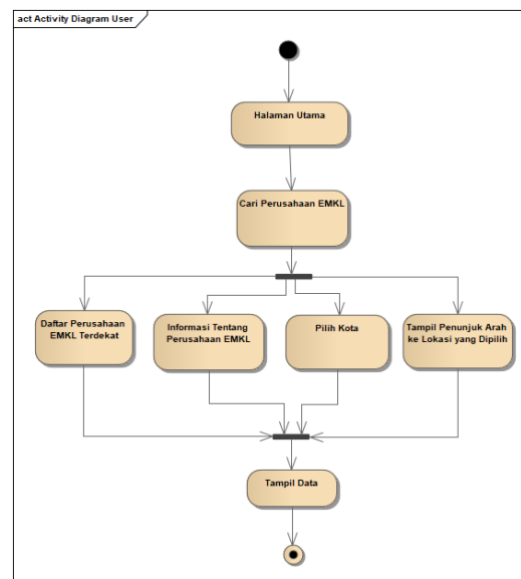 act Activity Diagram User
Halaman Utama
Cari Perusahaan EMKL
Daftar Perusahaan
EMKL Terdekat
Informasi Tentang
Perusahaan EMKL
Pilih Kota
Tampil Penunjuk Arah
ke Lokasi yang Dipilih
Tampil Data